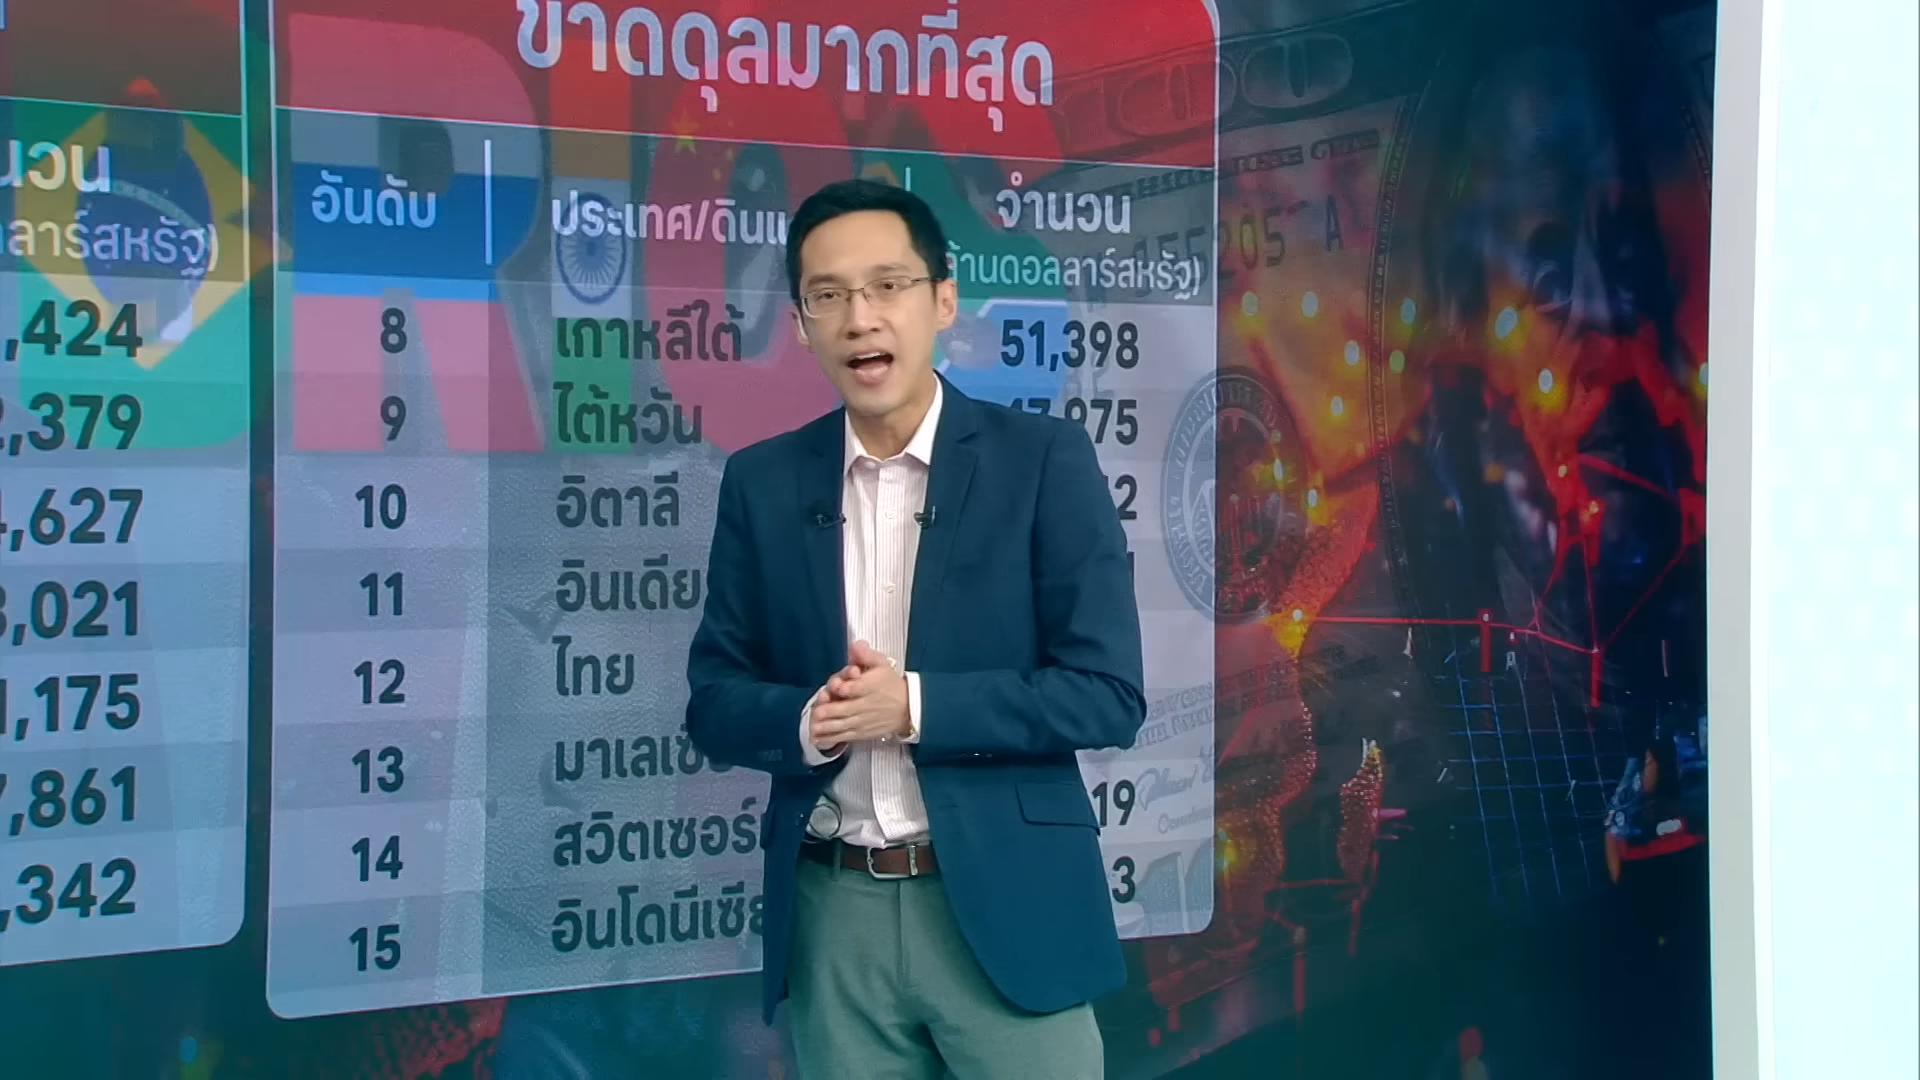 ขาดดุลมากที่สุด
อันดับ ประเทศ/ดินแ จำนวน
ล้านดอลลาร์สหรัฐ)
นวน
ลลาร์สหรัฐ)
,424
8 เกาหลีใต้ 51,398
,379
9 ไต้หวัน 975
,627
10 อิตาลี 2
,021
11 อินเดีย
,175
12 ไทย
,861
13 มาเลเซ
,342
14 สวิตเซอร์ 19
15 อินโดนีเซีย 3